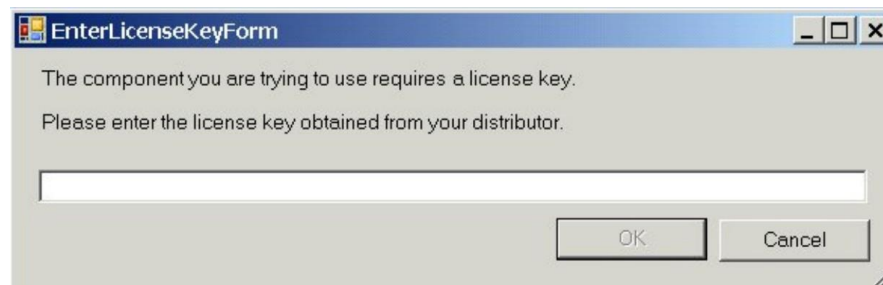 EnterLicenseKeyForm
The component you are trying to use requires a license key.
Please enter the license key obtained from your distributor.
OK
Cancel